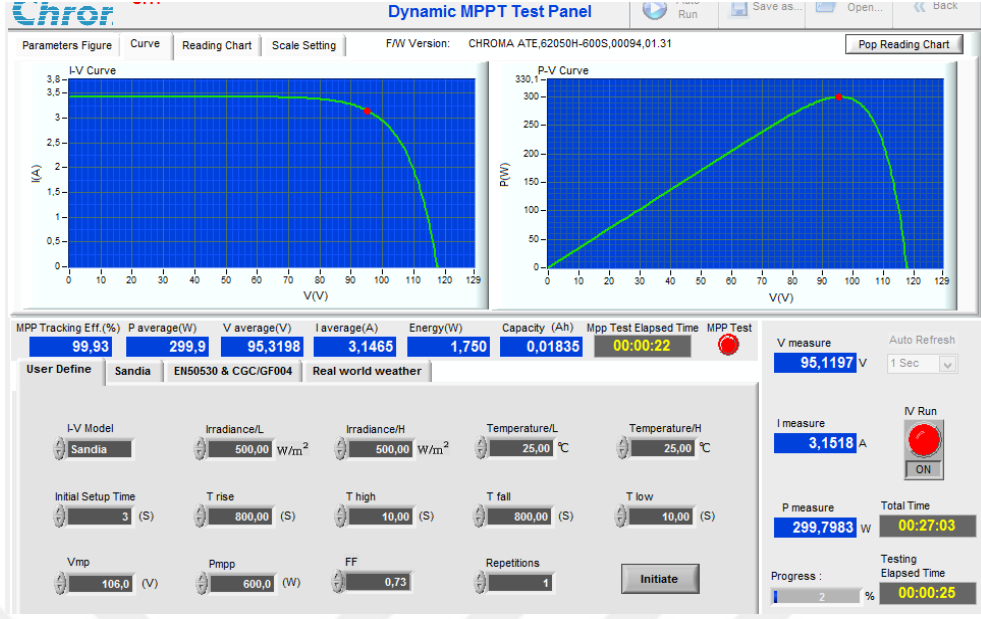 Chror
Dynamic MPPT Test Panel
Run
Save as...
Open...
Back
Parameters Figure
Curve
Reading Chart
Scale Setting
F/W Version: CHROMA ATE,62050H-600S,00094,01.31
Pop Reading Chart
I-V Curve
3,8
3,5
3
2,5
2
1,5
1
0,5
0
I(A)
0 10 20 30 40 50 60 70 80 90 100 110 120 129
V(V)
P-V Curve
330,1
300
250
200
150
100
50
0
P(W)
0 10 20 30 40 50 60 70 80 90 100 110 120 129
V(V)
MPP Tracking Eff.(%) P average(W) V average(V) I average(A) Energy(W) Capacity (Ah) Mpp Test Elapsed Time MPP Test
99,93 299,9 95,3198 3,1465 1,750 0,01835 00:00:22
User Define
Sandia
EN50530 & CGC/GF004
Real world weather
I-V Model Irradiance/L Irradiance/H Temperature/L Temperature/H
Sandia 500,00 W/m² 500,00 W/m² 25,00 ℃ 25,00 ℃
Initial Setup Time T rise T high T fall T low
3 (S) 800,00 (S) 10,00 (S) 800,00 (S) 10,00 (S)
Vmp Pmpp FF Repetitions
106,0 (V) 600,0 (W) 0,73 1
Initiate
V measure
95,1197 V
Auto Refresh
1 Sec
I measure
3,1518 A
IV Run
ON
P measure
299,7983 W
Total Time
00:27:03
Progress :
2 %
Testing
Elapsed Time
00:00:25